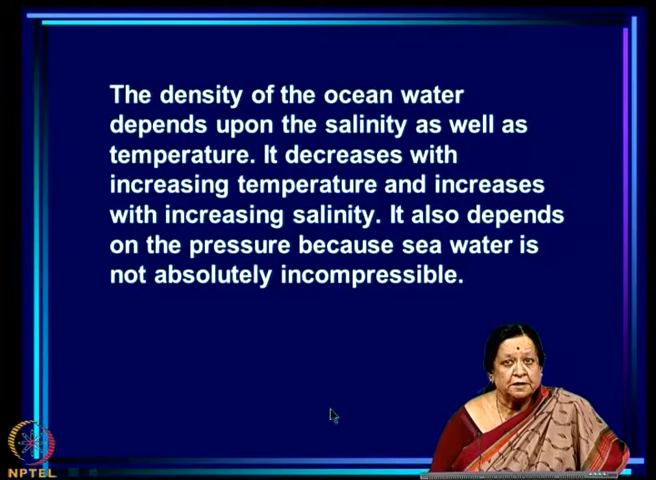 The density of the ocean water
depends upon the salinity as well as
temperature. It decreases with
increasing temperature and increases
with increasing salinity. It also depends
on the pressure because sea water is
not absolutely incompressible.
NPTEL